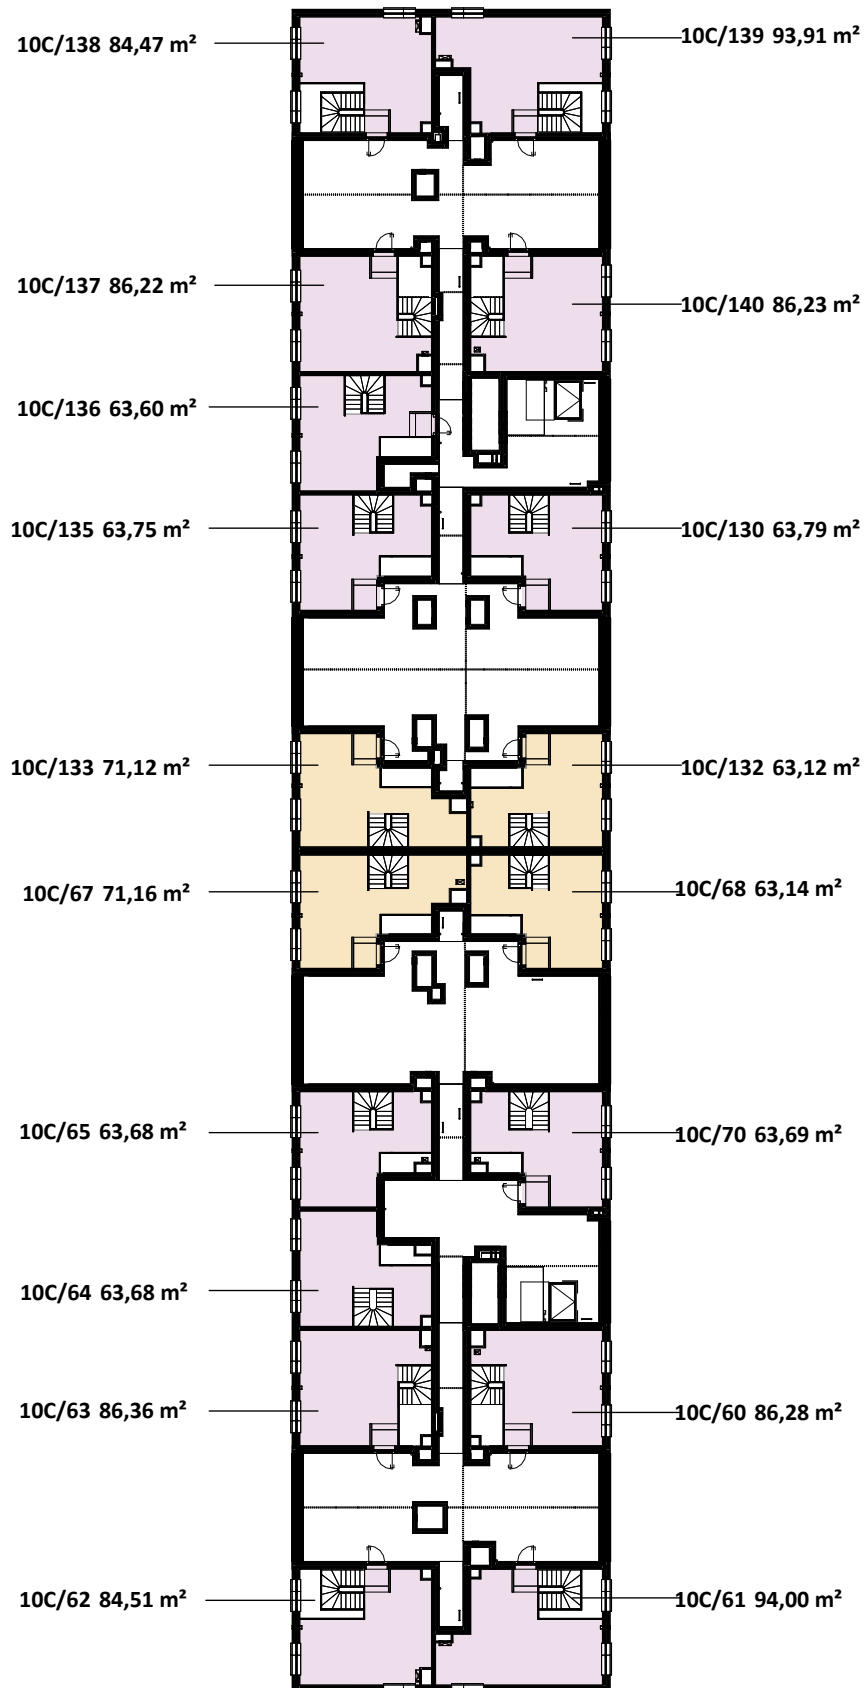 10C/138 84,47 m²
10C/139 93,91 m²
10C/137 86,22 m²
10C/140 86,23 m²
10C/136 63,60 m²
10C/135 63,75 m²
10C/130 63,79 m²
10C/133 71,12 m²
10C/132 63,12 m²
10C/67 71,16 m²
10C/68 63,14 m²
10C/65 63,68 m²
10C/70 63,69 m²
10C/64 63,68 m²
10C/63 86,36 m²
10C/60 86,28 m²
10C/62 84,51 m²
10C/61 94,00 m²